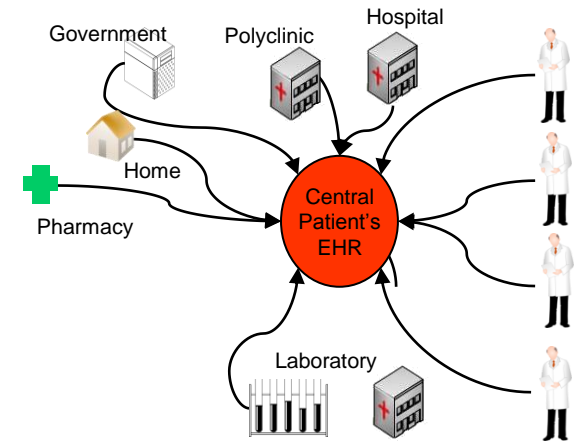 Hospital
Government
Polyclinic
Home
Pharmacy
Central
Patient's
EHR
Laboratory